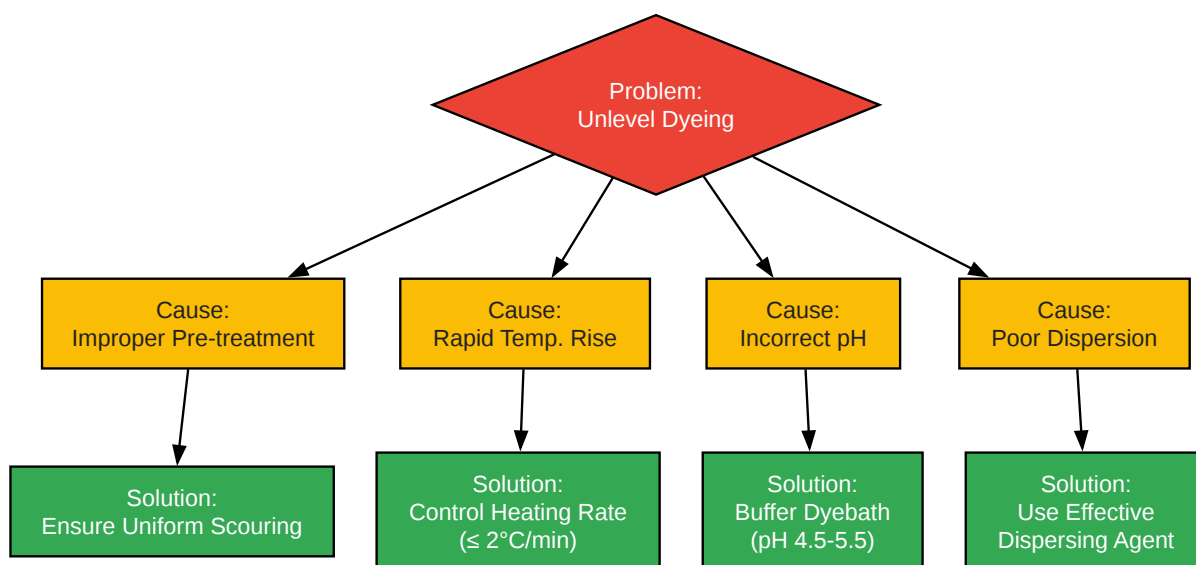 Problem:
Unlevel Dyeing
Cause:
Improper Pre-treatment
Cause:
Rapid Temp. Rise
Cause:
Incorrect pH
Cause:
Poor Dispersion
Solution:
Ensure Uniform Scouring
Solution:
Control Heating Rate
(≤ 2°C/min)
Solution:
Buffer Dyebath
(pH 4.5-5.5)
Solution:
Use Effective
Dispersing Agent